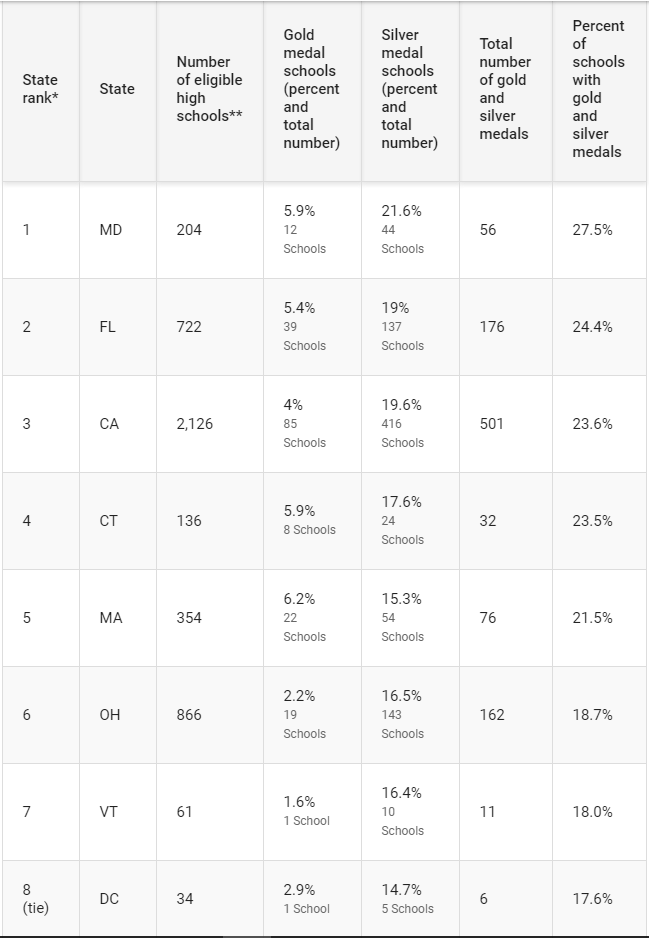 State rank*
State
Number of eligible high schools**
Gold medal schools (percent and total number)
Silver medal schools (percent and total number)
Total number of gold and silver medals
Percent of schools with gold and silver medals
1
MD
204
5.9%
12 Schools
21.6%
44 Schools
56
27.5%
2
FL
722
5.4%
39 Schools
19%
137 Schools
176
24.4%
3
CA
2,126
4%
85 Schools
19.6%
416 Schools
501
23.6%
4
CT
136
5.9%
8 Schools
17.6%
24 Schools
32
23.5%
5
MA
354
6.2%
22 Schools
15.3%
54 Schools
76
21.5%
6
OH
866
2.2%
19 Schools
16.5%
143 Schools
162
18.7%
7
VT
61
1.6%
1 School
16.4%
10 Schools
11
18.0%
8 (tie)
DC
34
2.9%
1 School
14.7%
5 Schools
6
17.6%